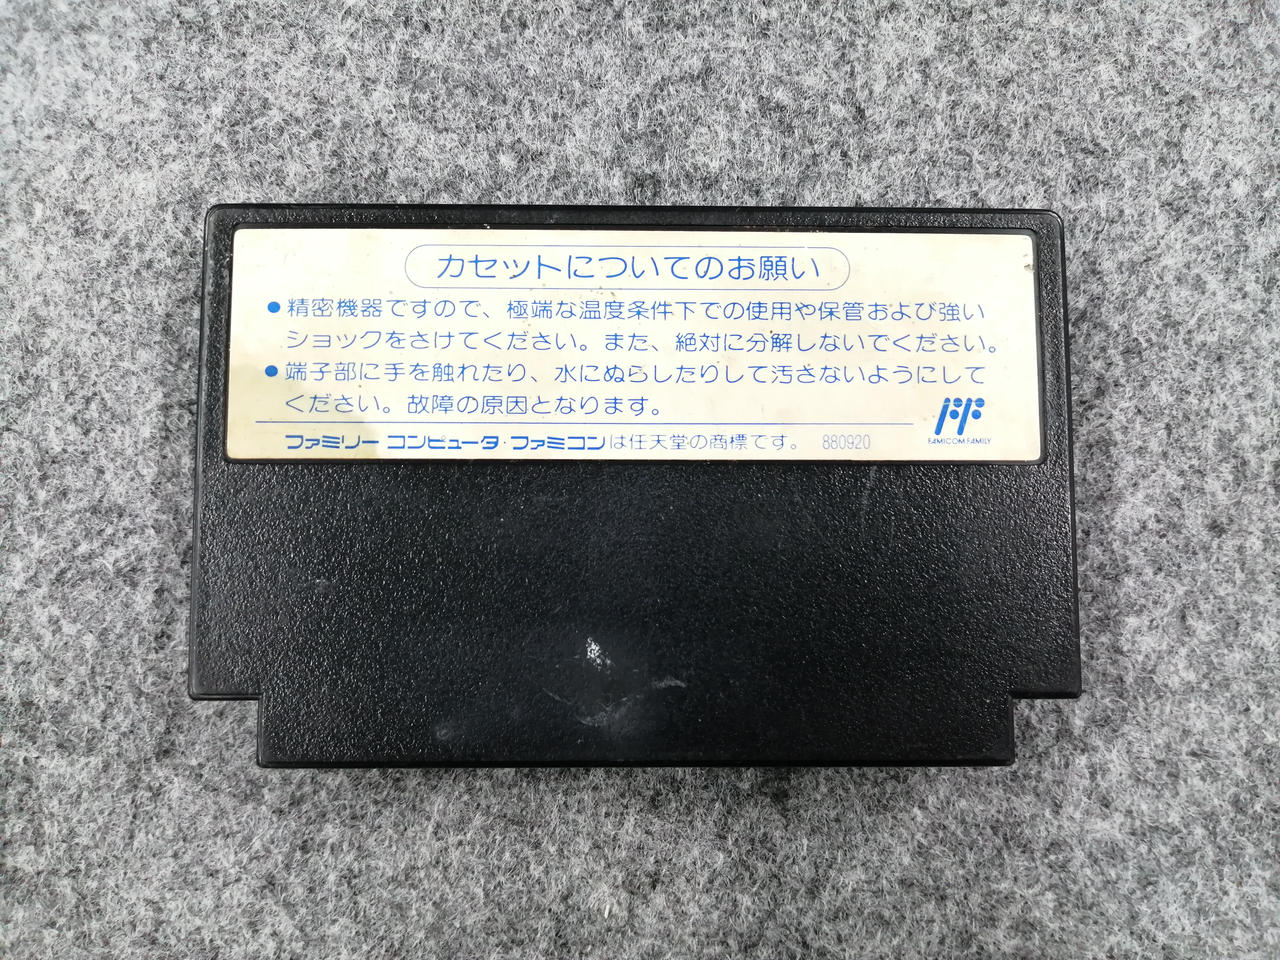 カセットについてのお願い
●精密機器ですので、極端な温度条件下での使用や保管および強い
ショックをさけてください。また、絶対に分解しないでください。
●端子部に手を触れたり、水にぬらしたりして汚さないようにして
ください。故障の原因となります。
FAMICOM FAMILY
ファミリー コンピュータ・ファミコンは任天堂の商標です。 880920